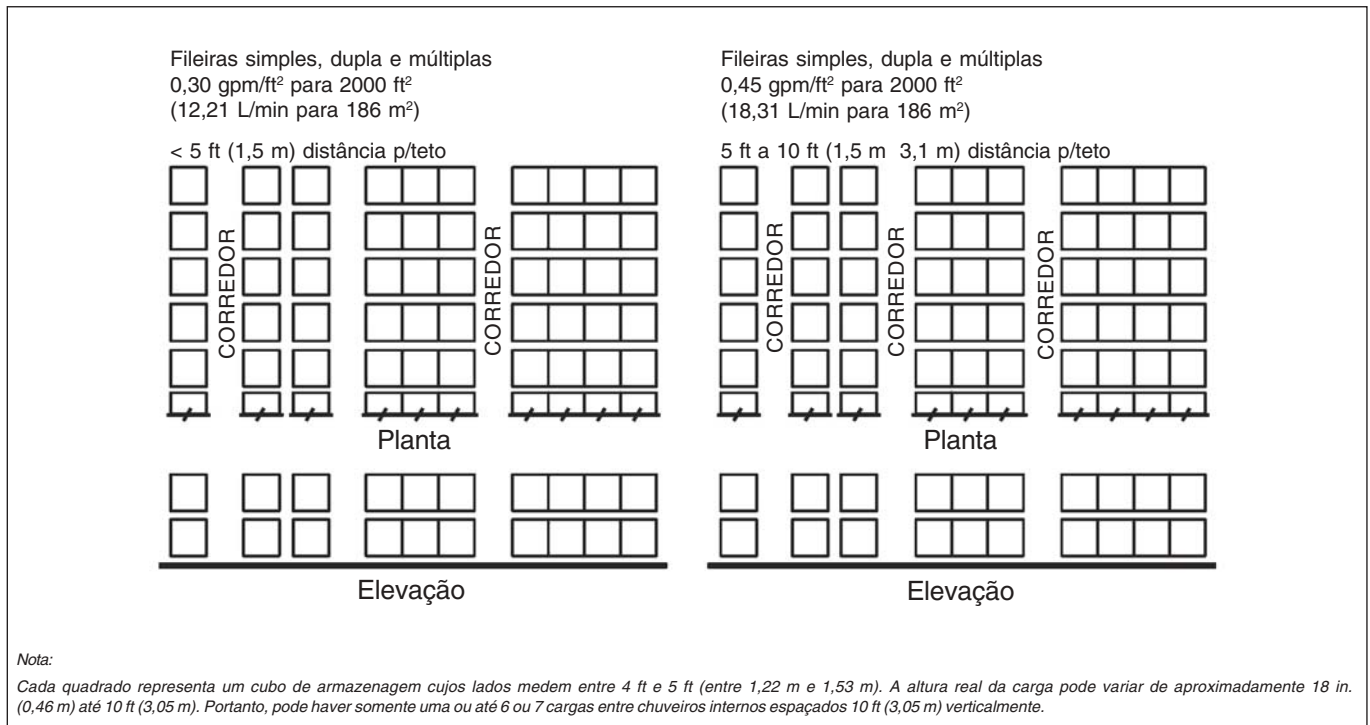 Fileiras simples, dupla e múltiplas
0,30 gpm/ft² para 2000 ft²
(12,21 L/min para 186 m²)
< 5 ft (1,5 m) distância p/teto
CORREDOR
CORREDOR
Planta
Elevação
Fileiras simples, dupla e múltiplas
0,45 gpm/ft² para 2000 ft²
(18,31 L/min para 186 m²)
5 ft a 10 ft (1,5 m 3,1 m) distância p/teto
CORREDOR
CORREDOR
CORREDOR
Planta
Elevação
Nota:
Cada quadrado representa um cubo de armazenagem cujos lados medem entre 4 ft e 5 ft (entre 1,22 m e 1,53 m). A altura real da carga pode variar de aproximadamente 18 in.
(0,46 m) até 10 ft (3,05 m). Portanto, pode haver somente uma ou até 6 ou 7 cargas entre chuveiros internos espaçados 10 ft (3,05 m) verticalmente.